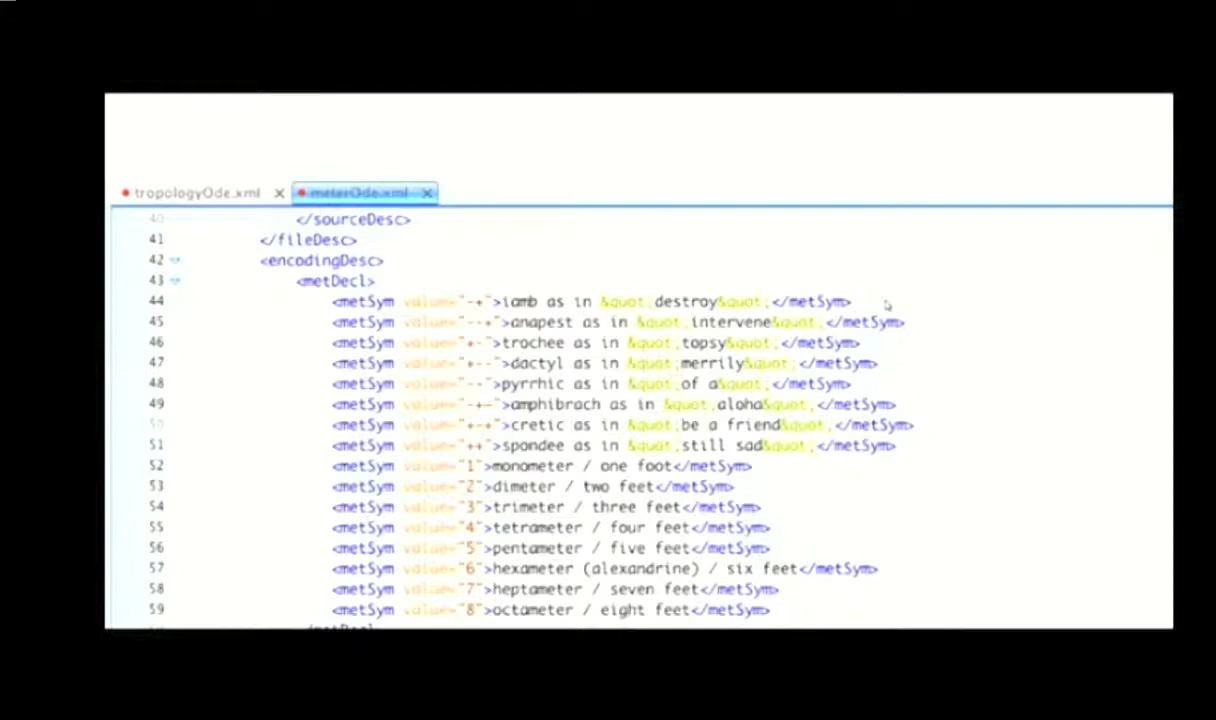 tropologyOde.xml × meterOde.xml ×
40 </sourceDesc>
41 </fileDesc>
42 <encodingDesc>
43 <metDecl>
44 <metSym value="-+">iamb as in &quot;destroy&quot;</metSym>
45 <metSym value="--+">anapest as in &quot;intervene&quot;</metSym>
46 <metSym value="+-">trochee as in &quot;topsy&quot;</metSym>
47 <metSym value="+--">dactyl as in &quot;merrily&quot;</metSym>
48 <metSym value="--">pyrrhic as in &quot;of a&quot;</metSym>
49 <metSym value="-+-">amphibrach as in &quot;aloha&quot;</metSym>
50 <metSym value="+-+">cretic as in &quot;be a friend&quot;</metSym>
51 <metSym value="++">spondee as in &quot;still sad&quot;</metSym>
52 <metSym value="1">monometer / one foot</metSym>
53 <metSym value="2">dimeter / two feet</metSym>
54 <metSym value="3">trimeter / three feet</metSym>
55 <metSym value="4">tetrameter / four feet</metSym>
56 <metSym value="5">pentameter / five feet</metSym>
57 <metSym value="6">hexameter (alexandrine) / six feet</metSym>
58 <metSym value="7">heptameter / seven feet</metSym>
59 <metSym value="8">octameter / eight feet</metSym>